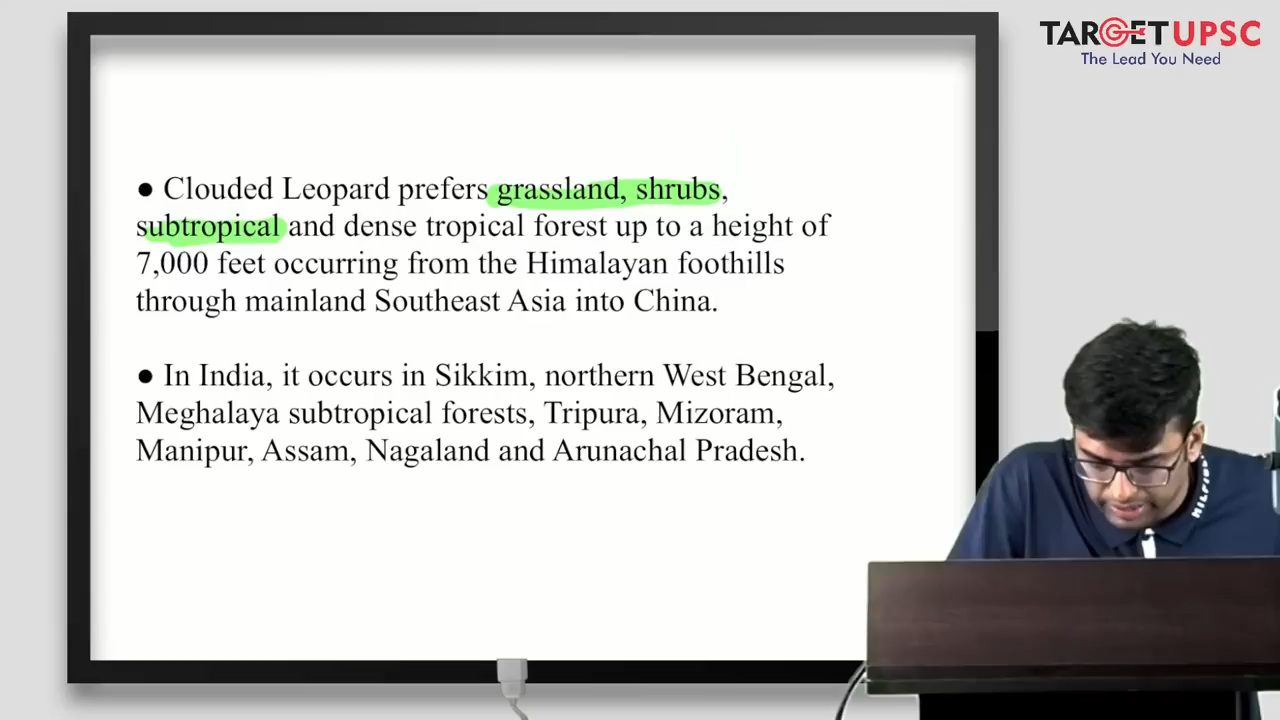 TARGET UPSC
The Lead You Need
● Clouded Leopard prefers grassland, shrubs,
subtropical and dense tropical forest up to a height of
7,000 feet occurring from the Himalayan foothills
through mainland Southeast Asia into China.
● In India, it occurs in Sikkim, northern West Bengal,
Meghalaya subtropical forests, Tripura, Mizoram,
Manipur, Assam, Nagaland and Arunachal Pradesh.